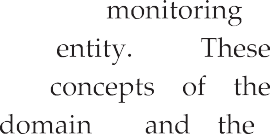 monitoring
entity. These
concepts of the
domain and the